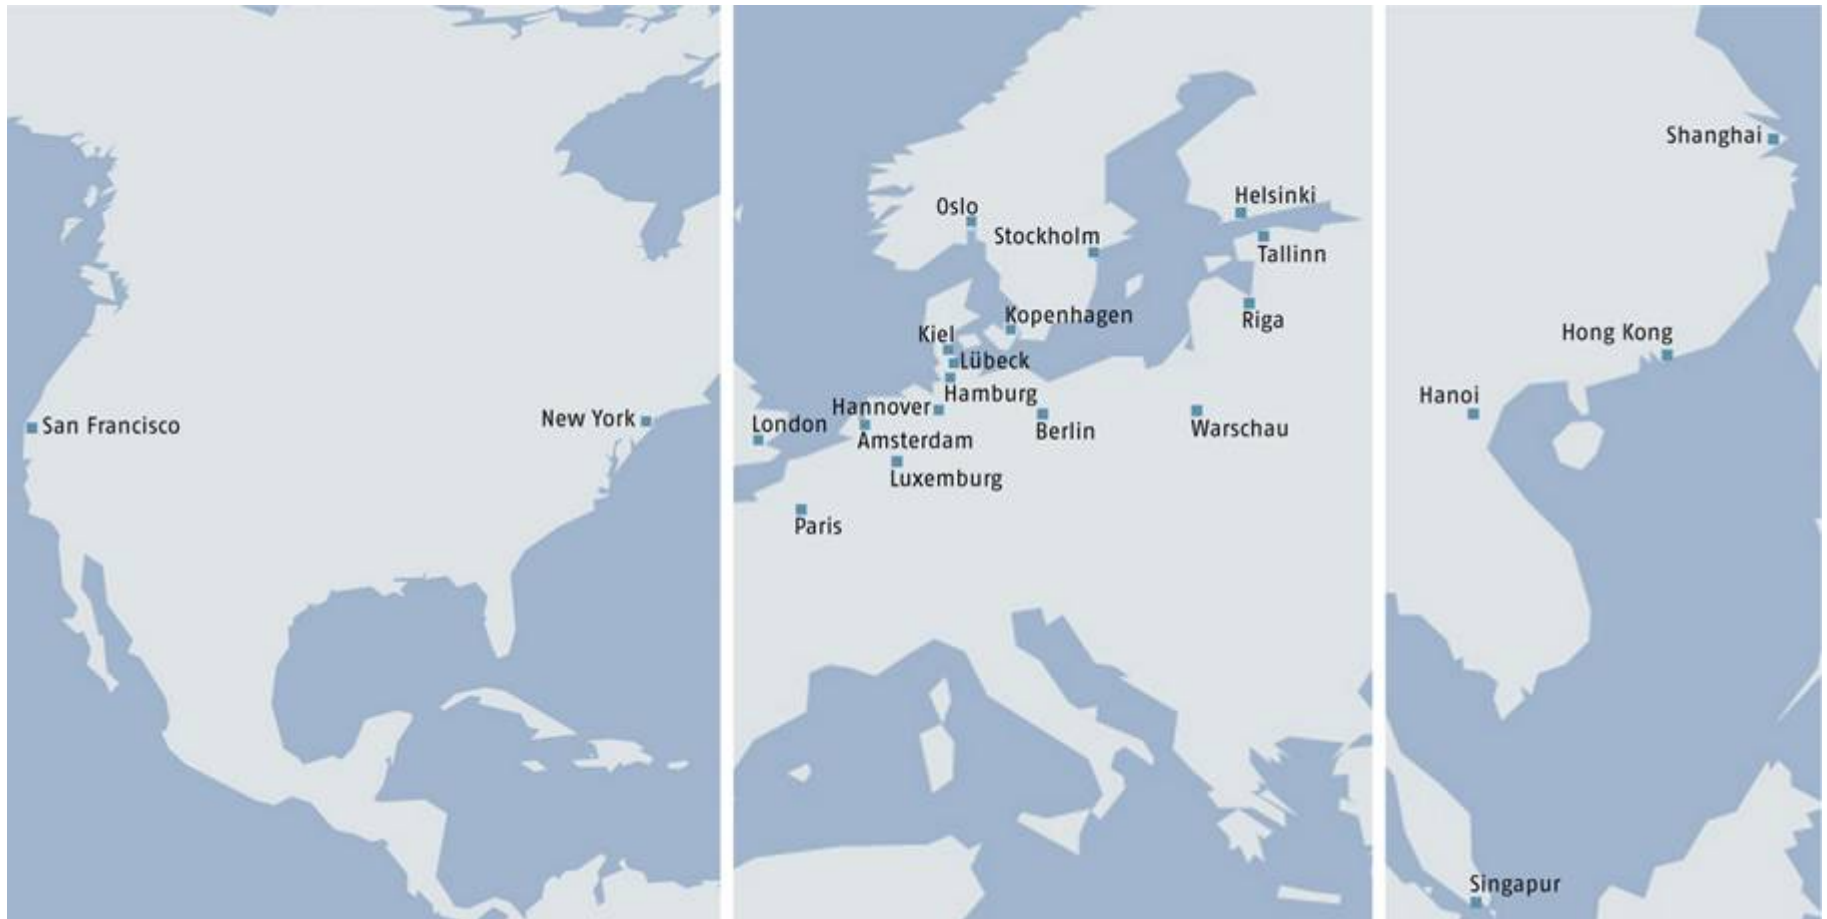 San Francisco
New York
Oslo
Stockholm
Helsinki
Tallinn
Riga
Kopenhagen
Kiel
Lübeck
Hamburg
Hannover
London
Amsterdam
Berlin
Warschau
Luxemburg
Paris
Shanghai
Hong Kong
Hanoi
Singapur